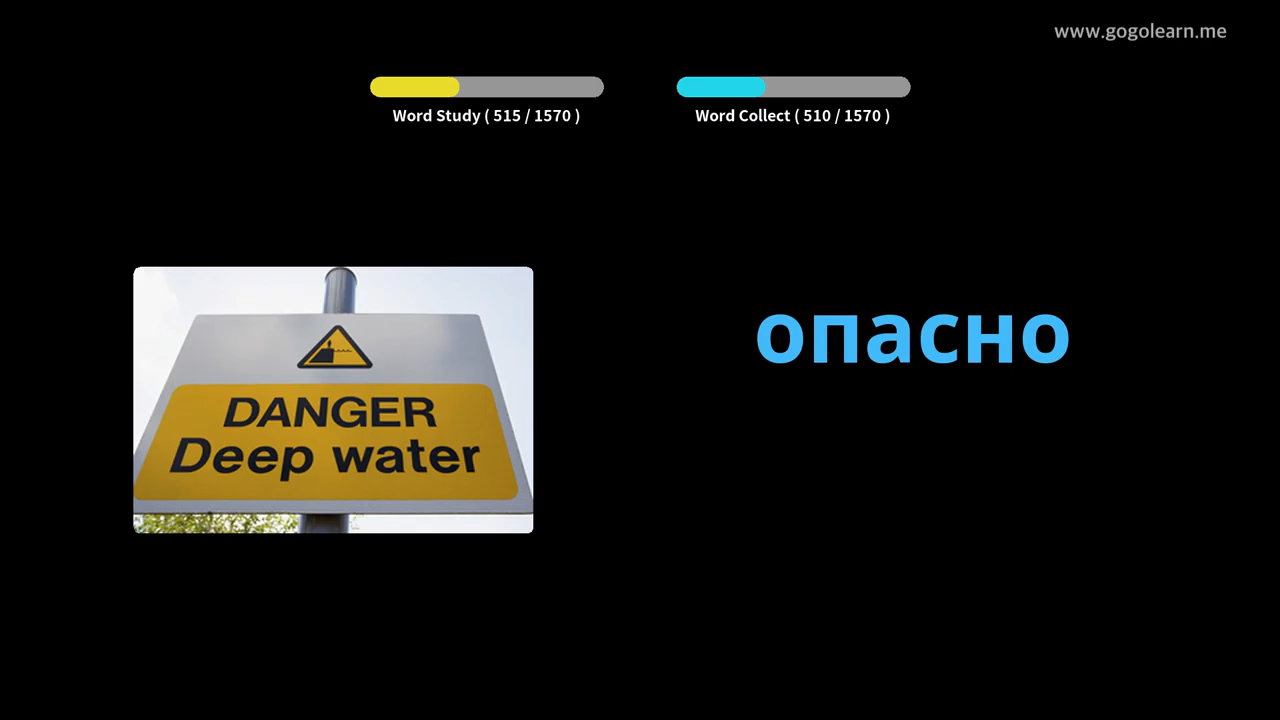 www.gogolearn.me
Word Study ( 515 / 1570 )
Word Collect ( 510 / 1570 )
DANGER
Deep water
опасно